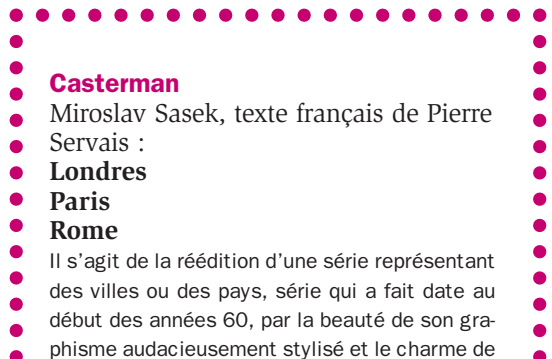 Casterman
Miroslav Sasek, texte français de Pierre
Servais :
Londres
Paris
Rome
Il s'agit de la réédition d'une série représentant
des villes ou des pays, série qui a fait date au
début des années 60, par la beauté de son gra-
phisme audacieusement stylisé et le charme de